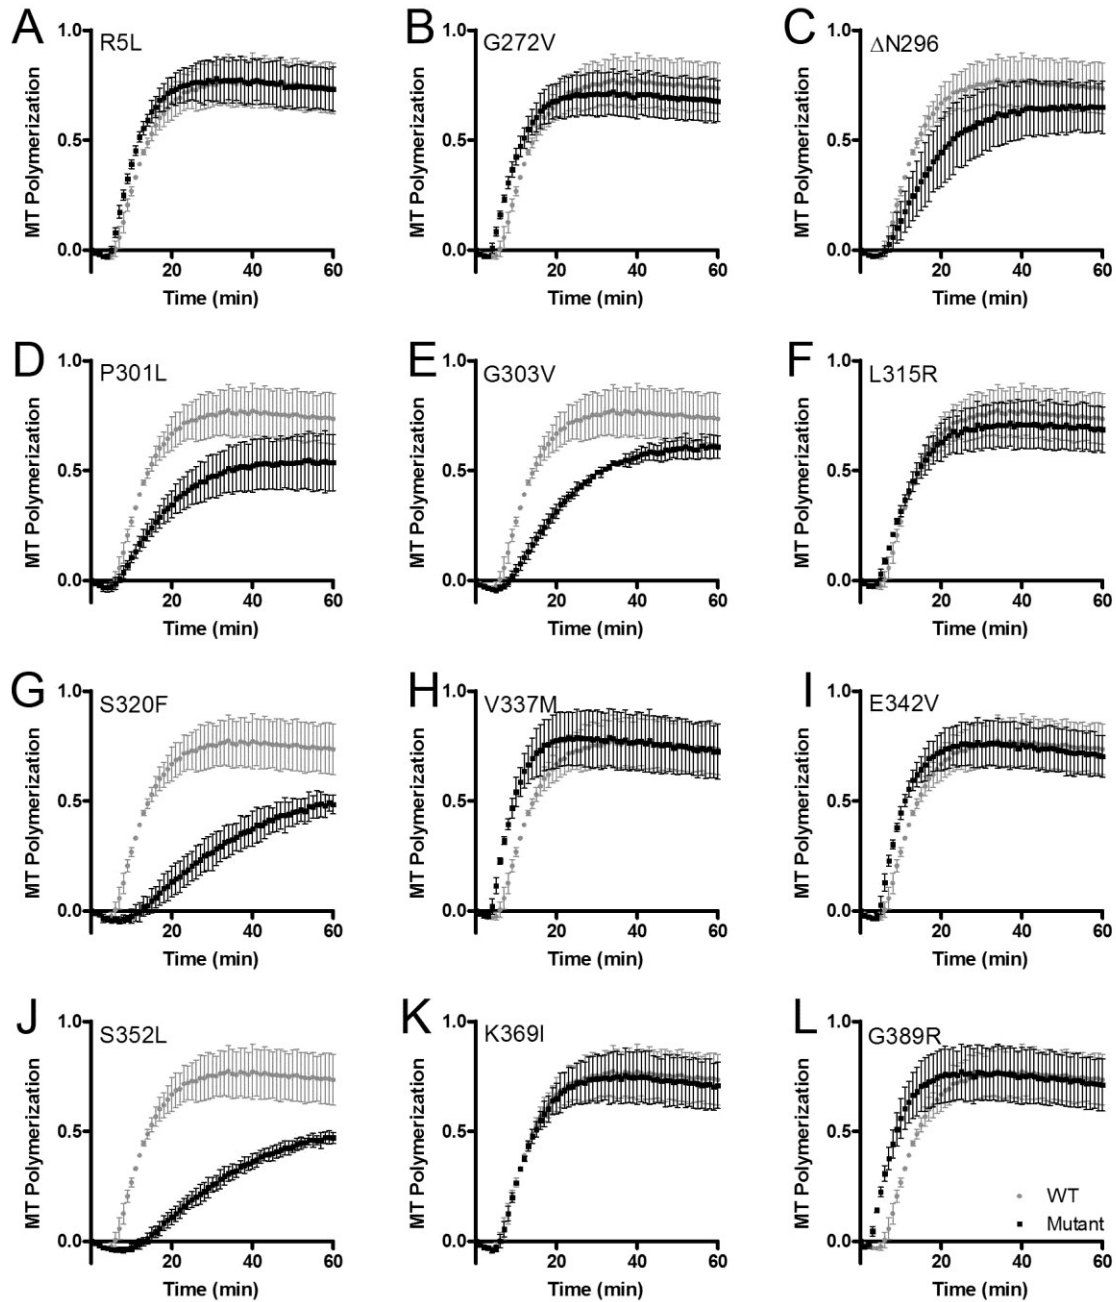 A
R5L
1.0
0.5
0.0
MT Polymerization
20 40 60
Time (min)
B
G272V
1.0
0.5
0.0
MT Polymerization
20 40 60
Time (min)
C
ΔN296
1.0
0.5
0.0
MT Polymerization
20 40 60
Time (min)
D
P301L
1.0
0.5
0.0
MT Polymerization
20 40 60
Time (min)
E
G303V
1.0
0.5
0.0
MT Polymerization
20 40 60
Time (min)
F
L315R
1.0
0.5
0.0
MT Polymerization
20 40 60
Time (min)
G
S320F
1.0
0.5
0.0
MT Polymerization
20 40 60
Time (min)
H
V337M
1.0
0.5
0.0
MT Polymerization
20 40 60
Time (min)
I
E342V
1.0
0.5
0.0
MT Polymerization
20 40 60
Time (min)
J
S352L
1.0
0.5
0.0
MT Polymerization
20 40 60
Time (min)
K
K369I
1.0
0.5
0.0
MT Polymerization
20 40 60
Time (min)
L
G389R
1.0
0.5
0.0
MT Polymerization
WT
Mutant
20 40 60
Time (min)